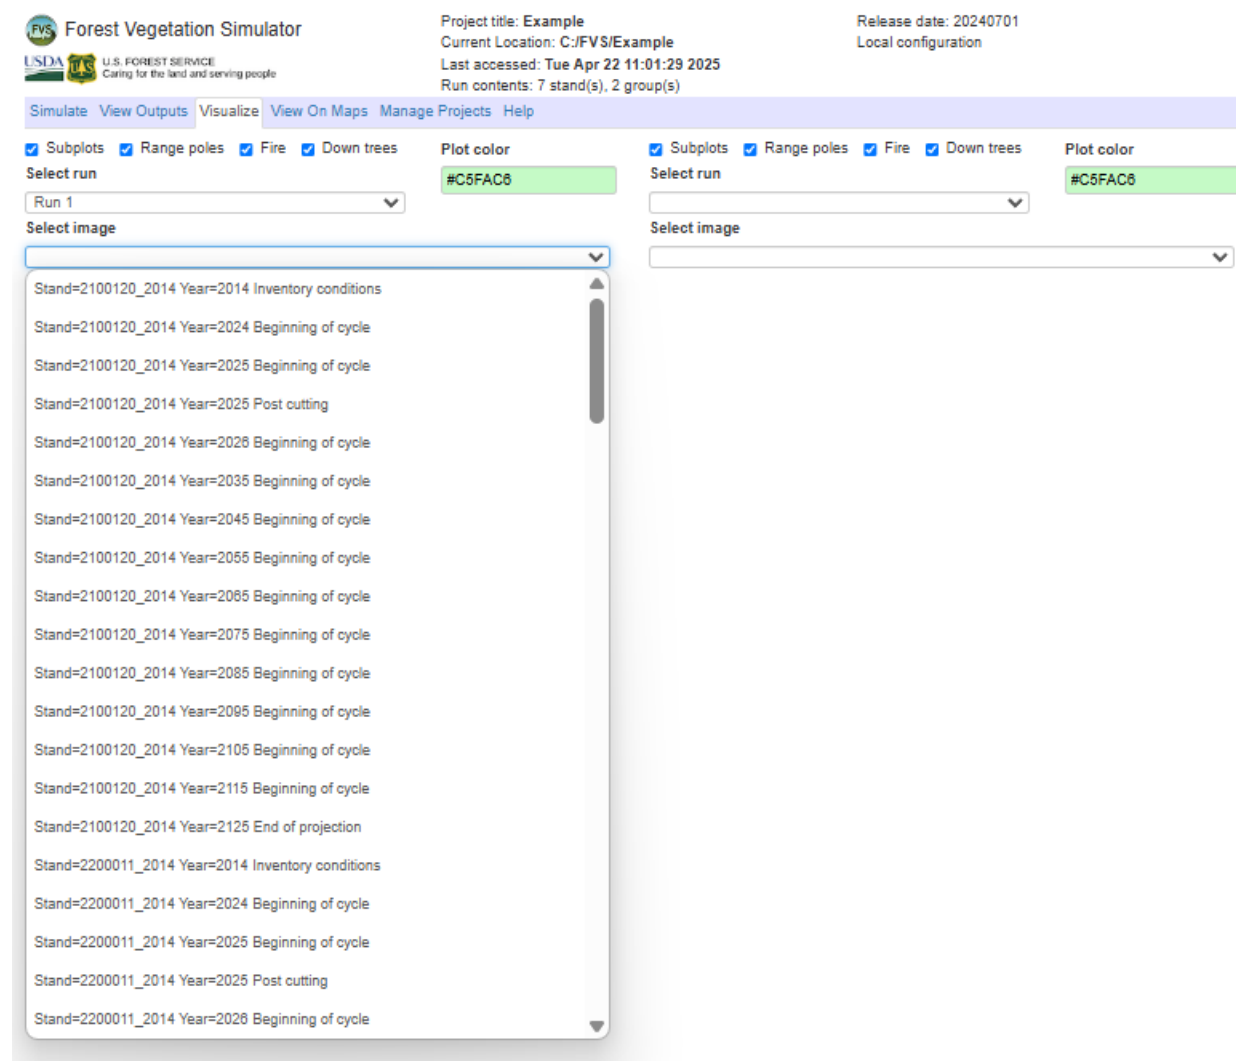 FVS Forest Vegetation Simulator
USDA UAS U.S. FOREST SERVICE
Caring for the land and serving people
Project title: Example
Current Location: C:/FVS/Example
Last accessed: Tue Apr 22 11:01:29 2025
Run contents: 7 stand(s), 2 group(s)
Release date: 20240701
Local configuration
Simulate View Outputs Visualize View On Maps Manage Projects Help
Subplots Range poles Fire Down trees Plot color
Select run #C5FAC6
Run 1
Select image
Subplots Range poles Fire Down trees Plot color
Select run #C5FAC6
Select image
Stand=2100120_2014 Year=2014 Inventory conditions
Stand=2100120_2014 Year=2024 Beginning of cycle
Stand=2100120_2014 Year=2025 Beginning of cycle
Stand=2100120_2014 Year=2025 Post cutting
Stand=2100120_2014 Year=2026 Beginning of cycle
Stand=2100120_2014 Year=2035 Beginning of cycle
Stand=2100120_2014 Year=2045 Beginning of cycle
Stand=2100120_2014 Year=2055 Beginning of cycle
Stand=2100120_2014 Year=2065 Beginning of cycle
Stand=2100120_2014 Year=2075 Beginning of cycle
Stand=2100120_2014 Year=2085 Beginning of cycle
Stand=2100120_2014 Year=2095 Beginning of cycle
Stand=2100120_2014 Year=2105 Beginning of cycle
Stand=2100120_2014 Year=2115 Beginning of cycle
Stand=2100120_2014 Year=2125 End of projection
Stand=2200011_2014 Year=2014 Inventory conditions
Stand=2200011_2014 Year=2024 Beginning of cycle
Stand=2200011_2014 Year=2025 Beginning of cycle
Stand=2200011_2014 Year=2025 Post cutting
Stand=2200011_2014 Year=2026 Beginning of cycle